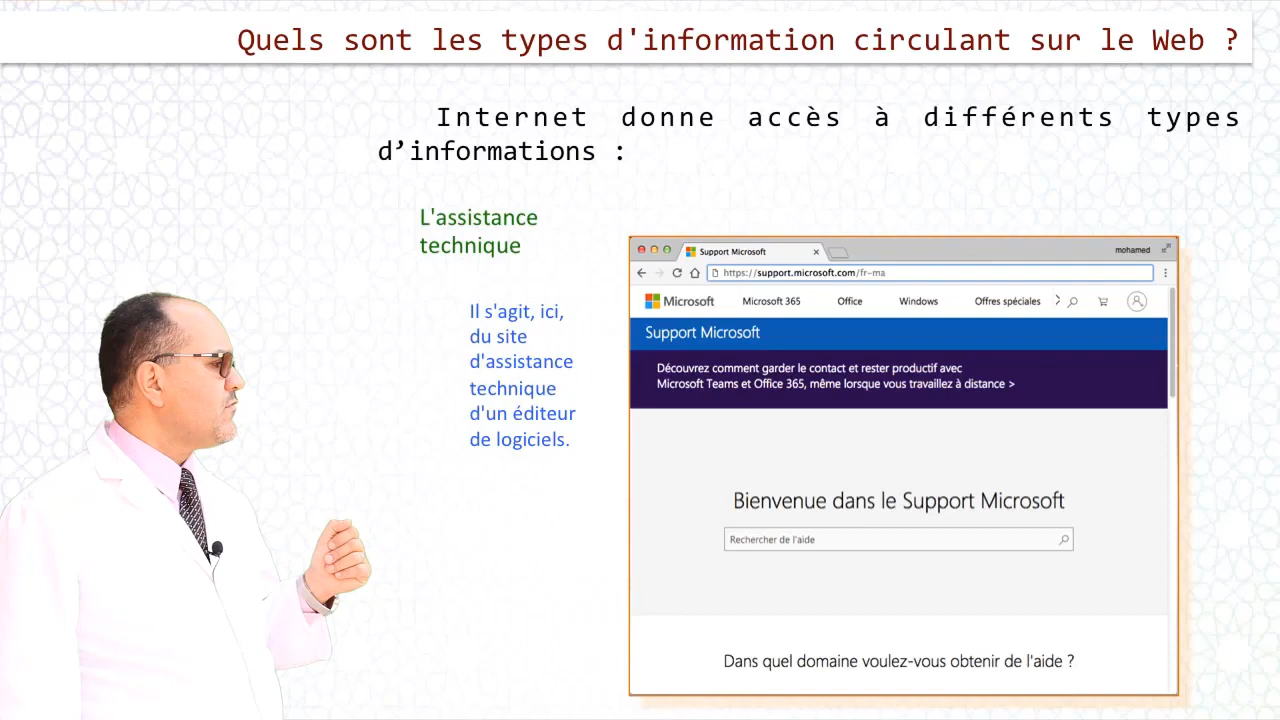 Quels sont les types d'information circulant sur le Web ?
Internet donne accès à différents types
d’informations :
L'assistance
technique
Il s'agit, ici,
du site
d'assistance
technique
d'un éditeur
de logiciels.
Support Microsoft
mohamed
https://support.microsoft.com/fr-ma
Microsoft Microsoft 365 Office Windows Offres spéciales
Support Microsoft
Découvrez comment garder le contact et rester productif avec
Microsoft Teams et Office 365, même lorsque vous travaillez à distance >
Bienvenue dans le Support Microsoft
Rechercher de l'aide
Dans quel domaine voulez-vous obtenir de l'aide ?